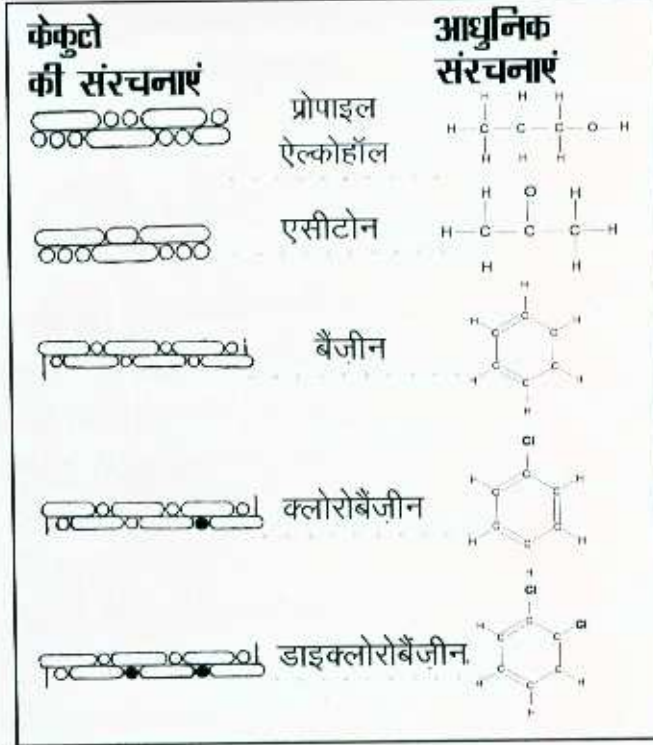 केकुले
की संरचनाएं
आधुनिक
संरचनाएं
प्रोपाइल
ऐल्कोहॉल
H H H
H C C C O H
H H H
एसीटोन
H O H
H C C C H
H H
बैंज़ीन
H
C
H C C H
H C C H
C
H
क्लोरोबैंज़ीन
Cl
C
H C C H
H C C H
C
H
डाइक्लोरोबैंज़ीन
Cl
C
H C C Cl
H C C H
C